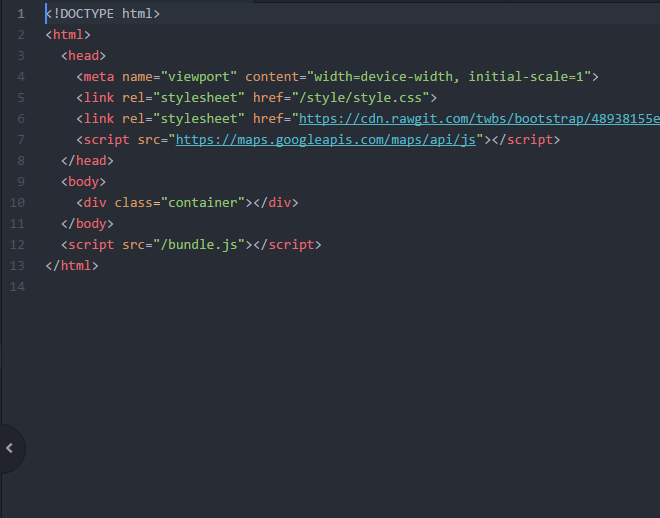 1 <!DOCTYPE html>
2 <html>
3 <head>
4 <meta name="viewport" content="width=device-width, initial-scale=1">
5 <link rel="stylesheet" href="/style/style.css">
6 <link rel="stylesheet" href="https://cdn.rawgit.com/twbs/bootstrap/48938155e
7 <script src="https://maps.googleapis.com/maps/api/js"></script>
8 </head>
9 <body>
10 <div class="container"></div>
11 </body>
12 <script src="/bundle.js"></script>
13 </html>
14